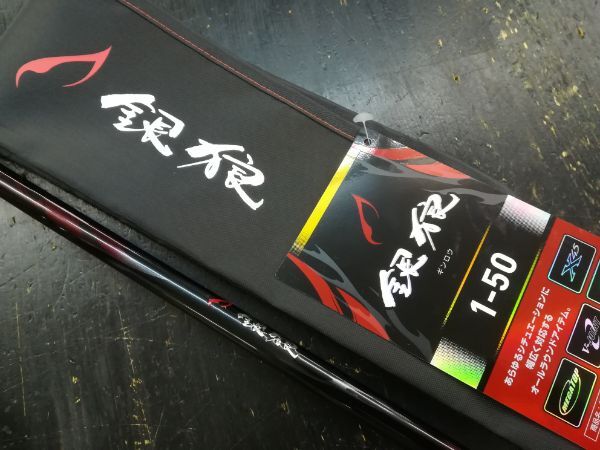 銀狼
銀狼
ギンロウ
1-50
あらゆるシチュエーションに
幅広く対応する
オールラウンドアイテム。
X45
MEGATOP
銀狼